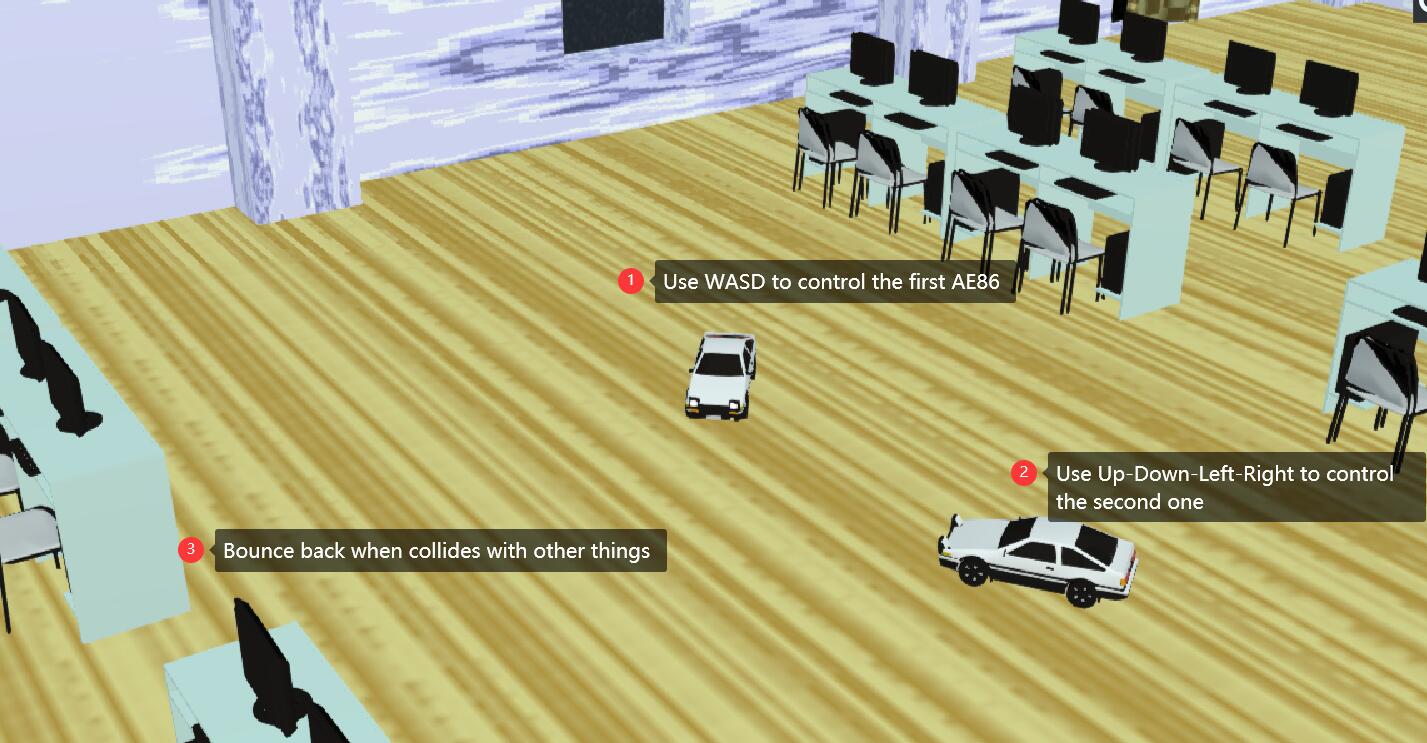 1 Use WASD to control the first AE86
2 Use Up-Down-Left-Right to control
the second one
3 Bounce back when collides with other things